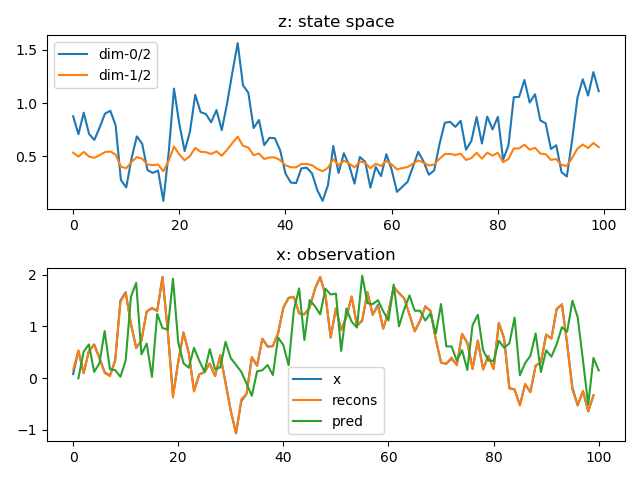 z: state space
1.5
1.0
0.5
dim-0/2
dim-1/2
0 20 40 60 80 100
x: observation
2
1
0
−1
x
recons
pred
0 20 40 60 80 100